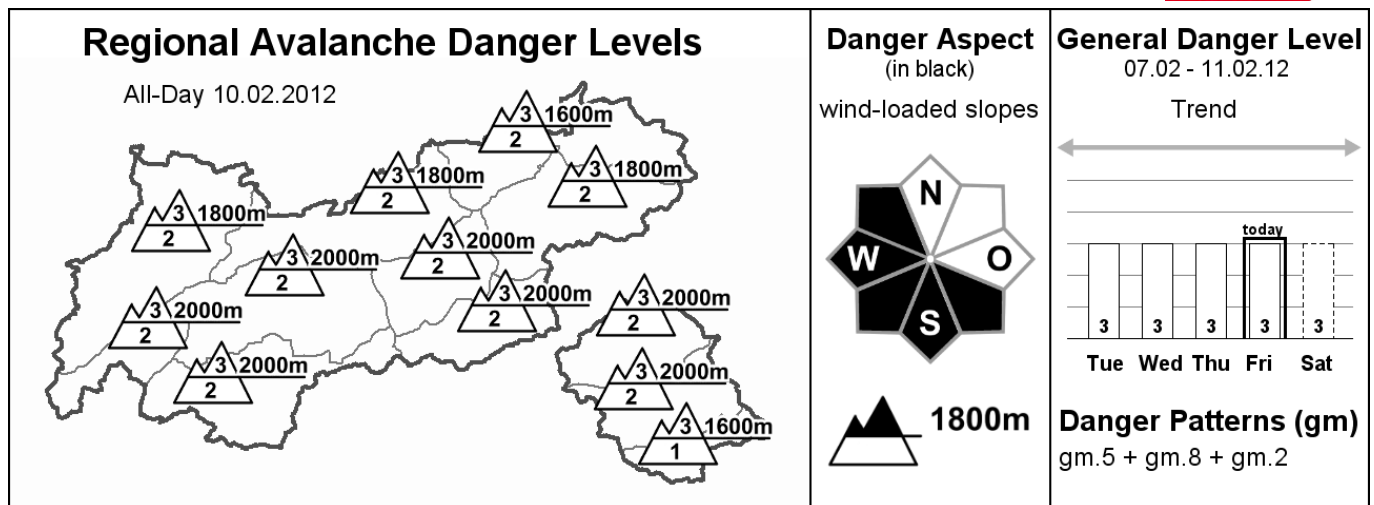 Regional Avalanche Danger Levels
All-Day 10.02.2012
3 1600m
2
3 1800m
2
3 1800m
2
3 1800m
2
3 2000m
2
3 2000m
2
3 2000m
2
3 2000m
2
3 2000m
2
3 2000m
2
3 2000m
2
3 1600m
1
Danger Aspect
(in black)
wind-loaded slopes
N
W
O
S
1800m
General Danger Level
07.02 - 11.02.12
Trend
today
3 3 3 3 3
Tue Wed Thu Fri Sat
Danger Patterns (gm)
gm.5 + gm.8 + gm.2